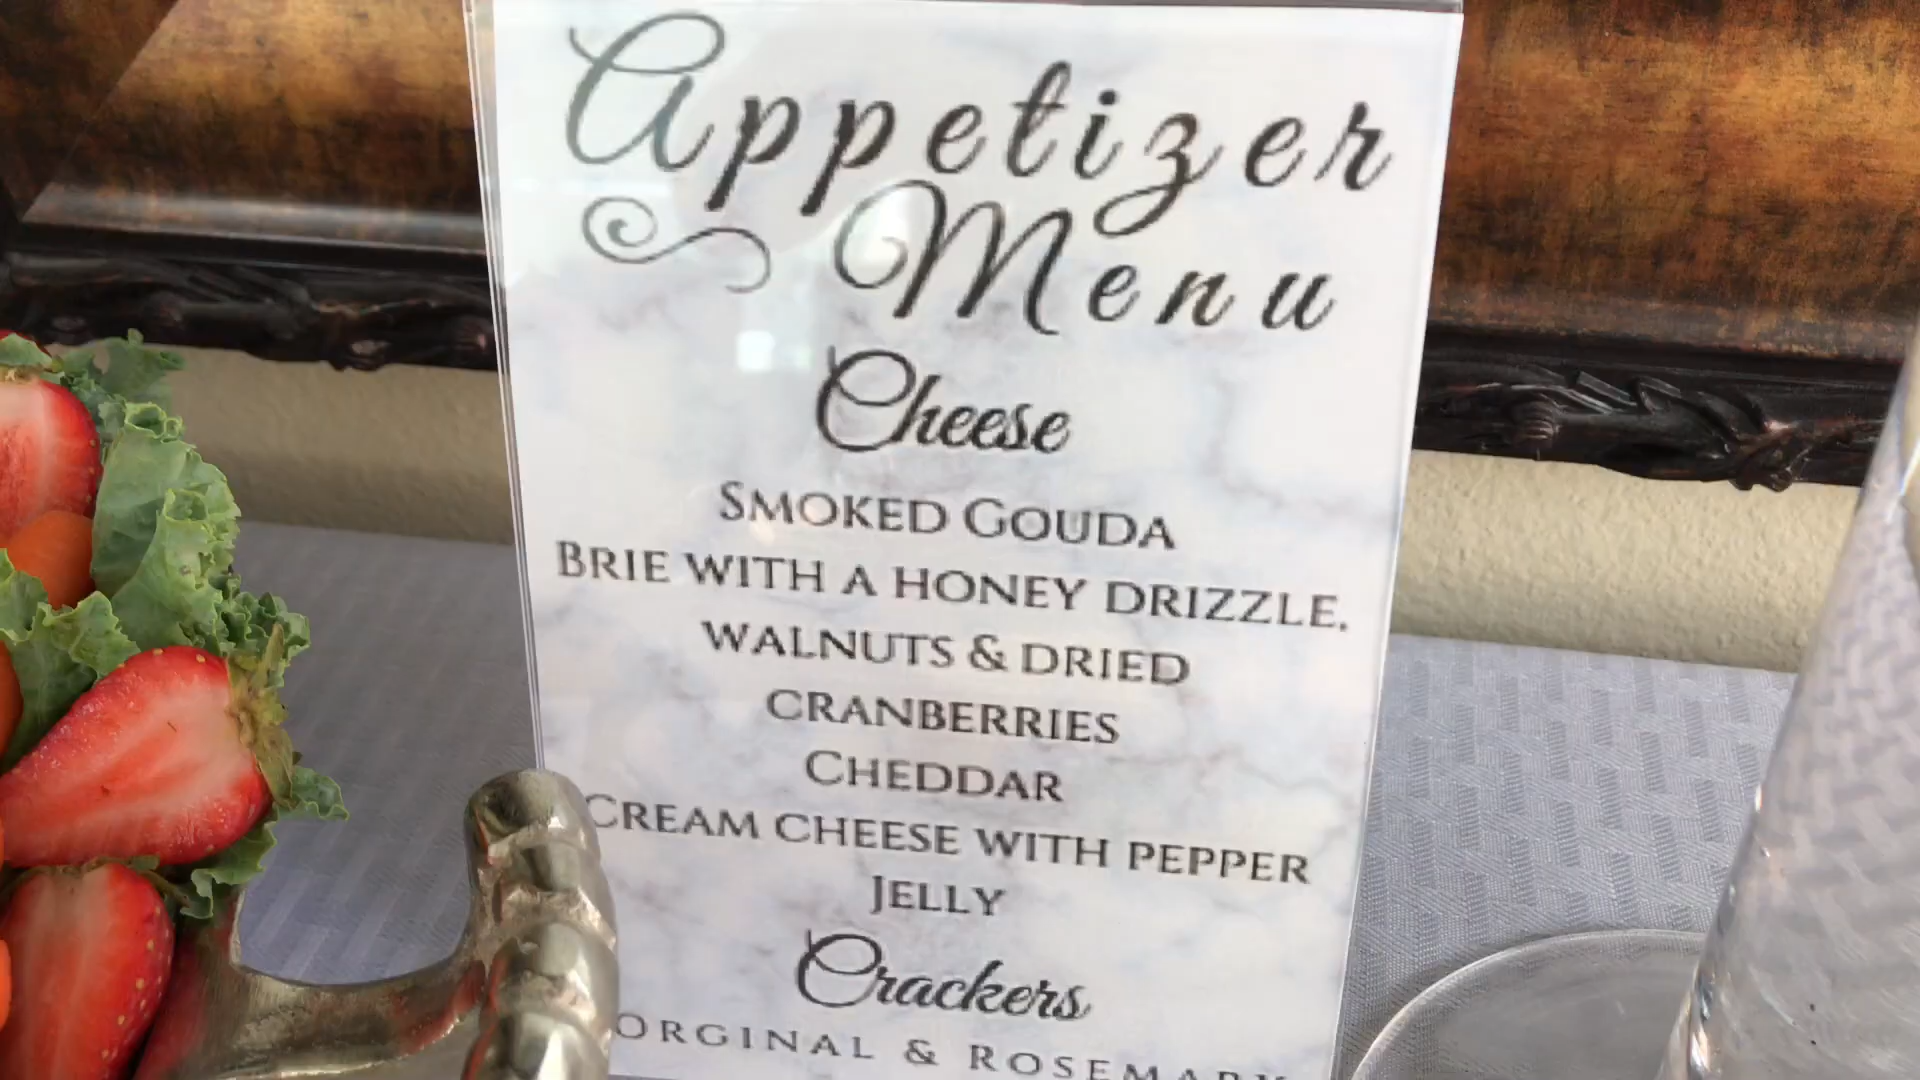 Appetizer
Menu
Cheese
SMOKED GOUDA
BRIE WITH A HONEY DRIZZLE,
WALNUTS & DRIED
CRANBERRIES
CHEDDAR
CREAM CHEESE WITH PEPPER
JELLY
Crackers
ORGINAL & ROSEMARY